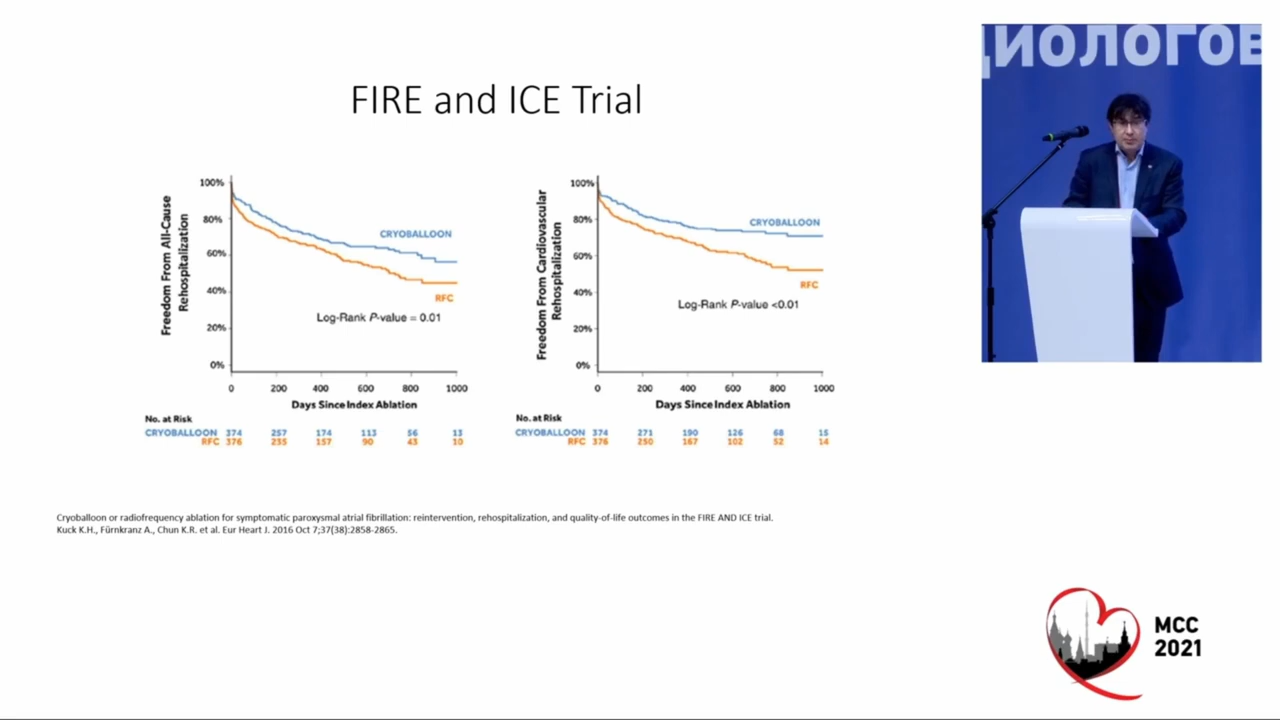 ДИОЛОГОВ
FIRE and ICE Trial
Freedom From All-Cause
Rehospitalization
100%
80%
60%
40%
20%
0%
CRYOBALLOON
RFC
Log-Rank P-value = 0.01
0 200 400 600 800 1000
Days Since Index Ablation
No. at Risk
CRYOBALLOON 374 257 174 113 56 13
RFC 376 235 157 90 43 10
Freedom From Cardiovascular
Rehospitalization
100%
80%
60%
40%
20%
0%
CRYOBALLOON
RFC
Log-Rank P-value <0.01
0 200 400 600 800 1000
Days Since Index Ablation
No. at Risk
CRYOBALLOON 374 271 190 126 68 15
RFC 376 250 167 102 52 14
Cryoballoon or radiofrequency ablation for symptomatic paroxysmal atrial fibrillation: reintervention, rehospitalization, and quality-of-life outcomes in the FIRE AND ICE trial.
Kuck K.H., Fürnkranz A., Chun K.R. et al. Eur Heart J. 2016 Oct 7;37(38):2858-2865.
МСС
2021